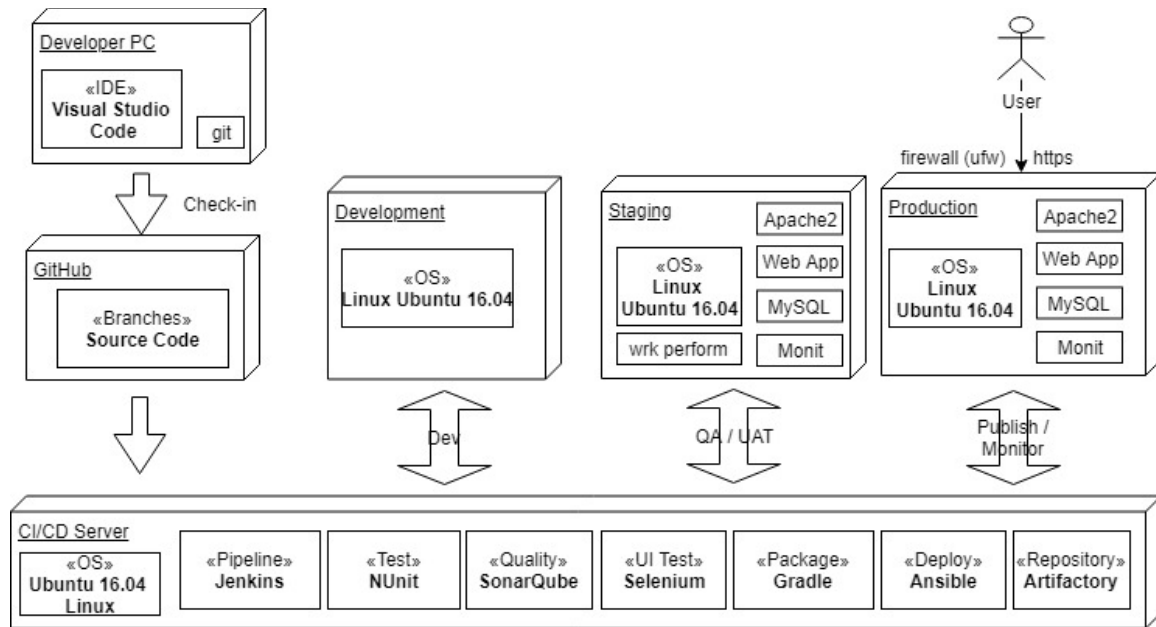 Developer PC
«IDE»
Visual Studio
Code
git
Check-in
GitHub
«Branches»
Source Code
Development
«OS»
Linux Ubuntu 16.04
Dev
Staging
«OS»
Linux
Ubuntu 16.04
wrk perform
Apache2
Web App
MySQL
Monit
QA / UAT
User
firewall (ufw)
https
Production
«OS»
Linux
Ubuntu 16.04
Apache2
Web App
MySQL
Monit
Publish /
Monitor
CI/CD Server
«OS»
Ubuntu 16.04
Linux
«Pipeline»
Jenkins
«Test»
NUnit
«Quality»
SonarQube
«UI Test»
Selenium
«Package»
Gradle
«Deploy»
Ansible
«Repository»
Artifactory